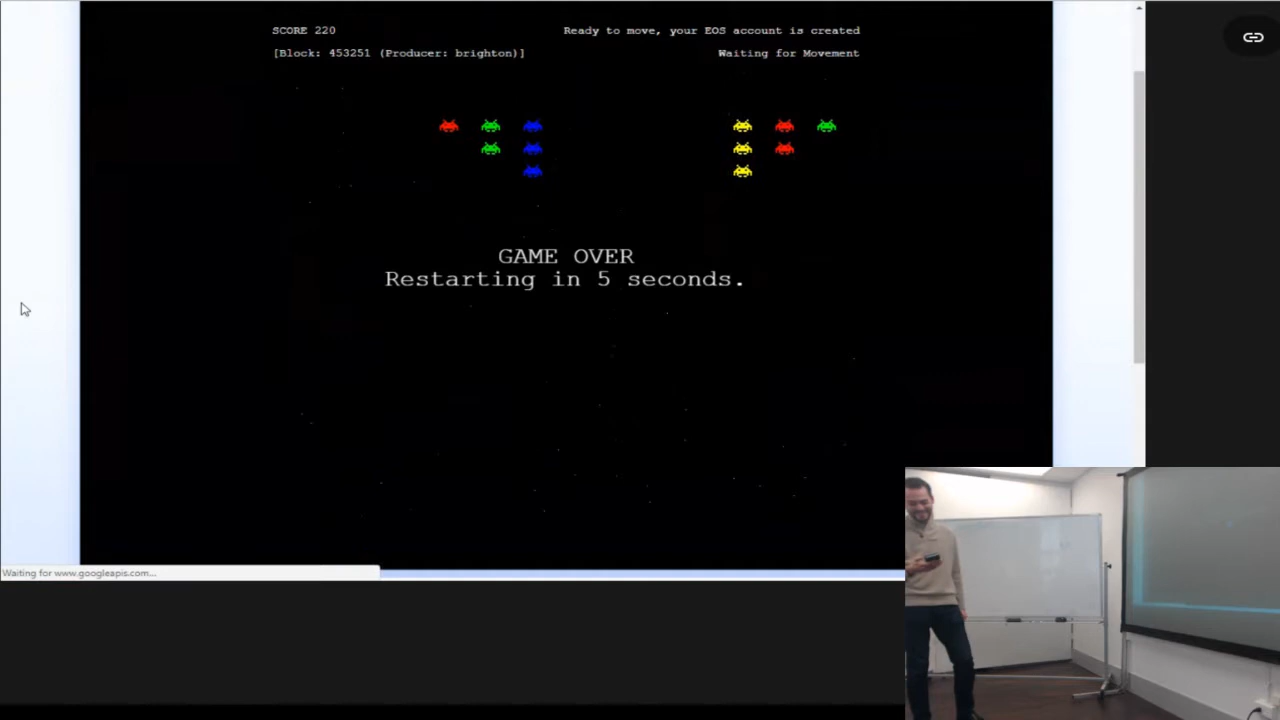 SCORE 220
Ready to move, your EOS account is created
[Block: 453251 (Producer: brighton)]
Waiting for Movement
GAME OVER
Restarting in 5 seconds.
Waiting for www.googleapis.com...